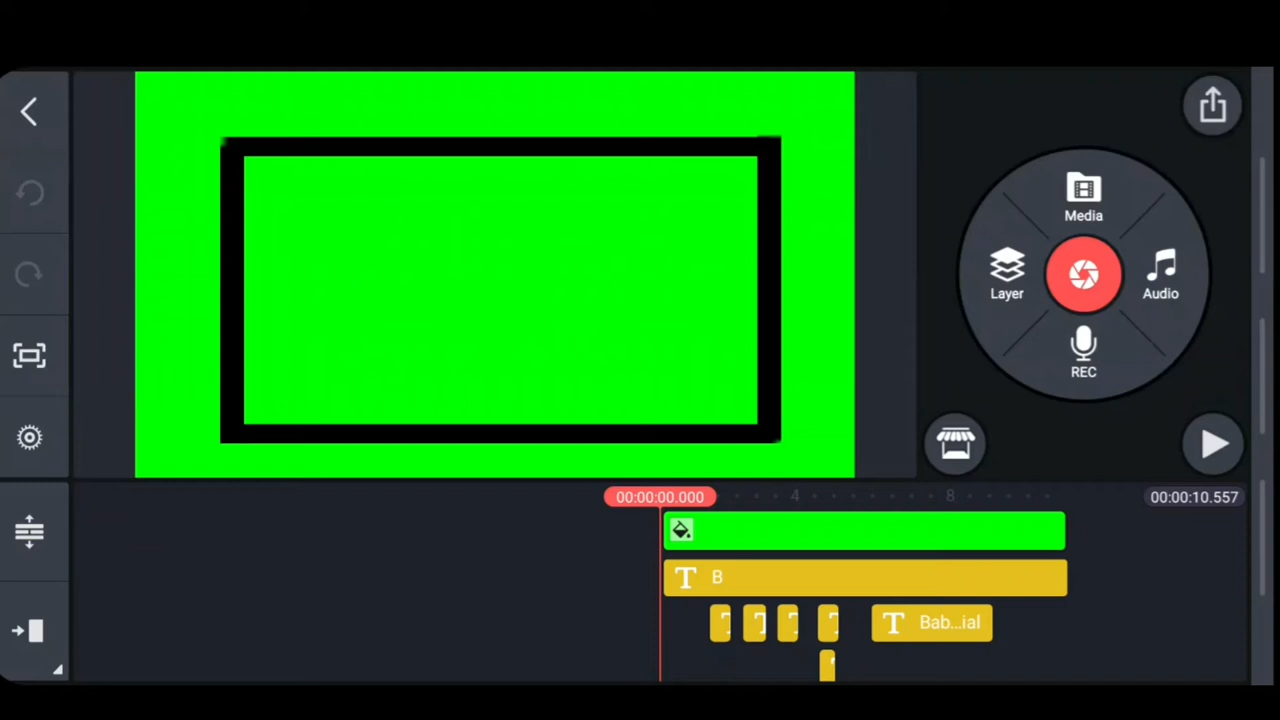 Media
Layer
Audio
REC
00:00:00.000
4
8
00:00:10.557
T B
T Bab...ial